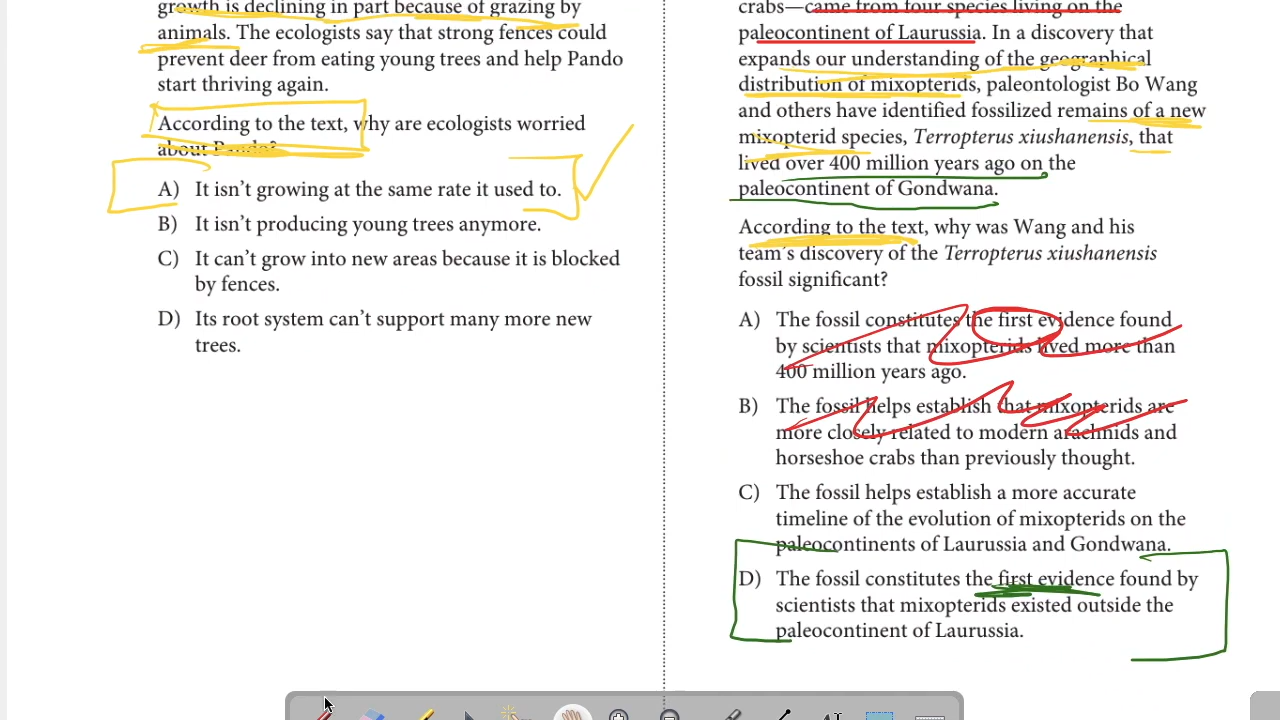 growth is declining in part because of grazing by
animals. The ecologists say that strong fences could
prevent deer from eating young trees and help Pando
start thriving again.
According to the text, why are ecologists worried
about Pando?
A) It isn’t growing at the same rate it used to.
B) It isn’t producing young trees anymore.
C) It can’t grow into new areas because it is blocked
by fences.
D) Its root system can’t support many more new
trees.
crabs—came from four species living on the
paleocontinent of Laurussia. In a discovery that
expands our understanding of the geographical
distribution of mixopterids, paleontologist Bo Wang
and others have identified fossilized remains of a new
mixopterid species, Terropterus xiushanensis, that
lived over 400 million years ago on the
paleocontinent of Gondwana.
According to the text, why was Wang and his
team’s discovery of the Terropterus xiushanensis
fossil significant?
A) The fossil constitutes the first evidence found
by scientists that mixopterids lived more than
400 million years ago.
B) The fossil helps establish that mixopterids are
more closely related to modern arachnids and
horseshoe crabs than previously thought.
C) The fossil helps establish a more accurate
timeline of the evolution of mixopterids on the
paleocontinents of Laurussia and Gondwana.
D) The fossil constitutes the first evidence found by
scientists that mixopterids existed outside the
paleocontinent of Laurussia.